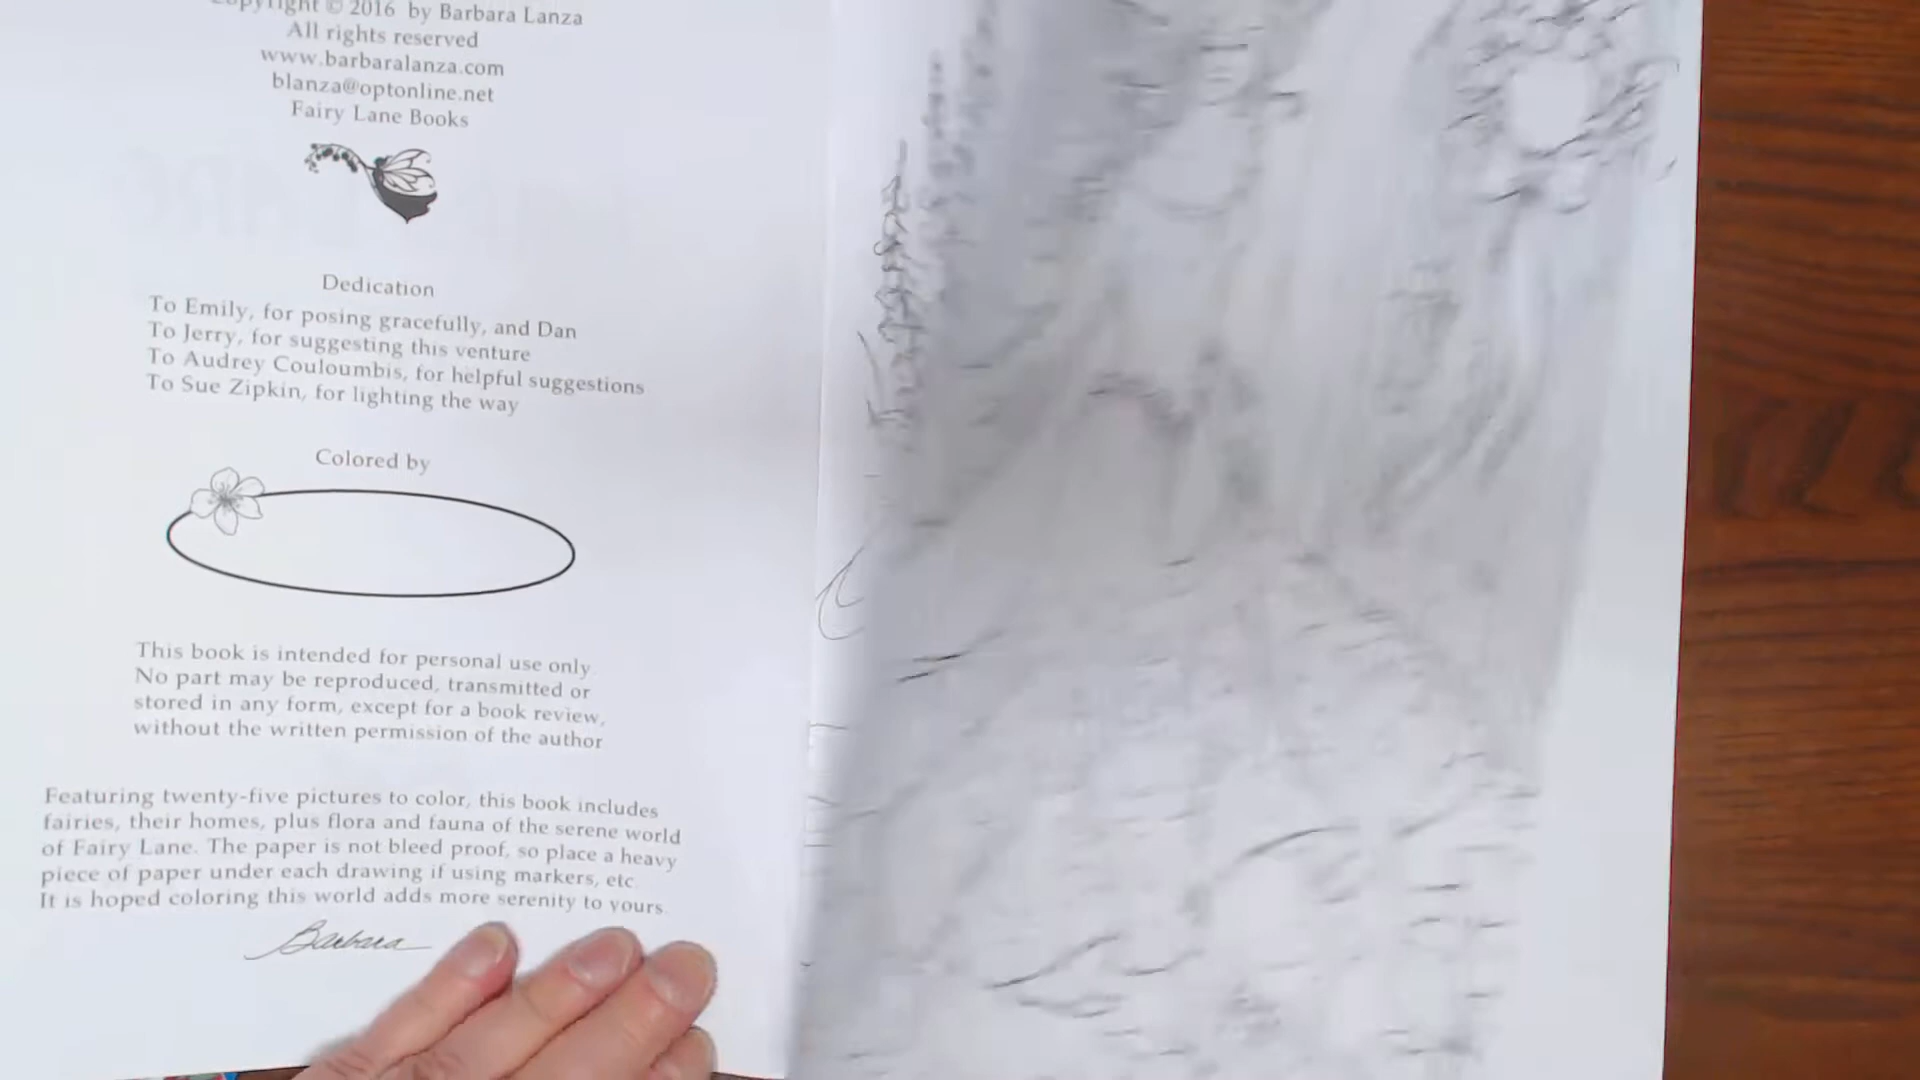 Copyright © 2016 by Barbara Lanza
All rights reserved
www.barbaralanza.com
blanza@optonline.net
Fairy Lane Books
Dedication
To Emily, for posing gracefully, and Dan
To Jerry, for suggesting this venture
To Audrey Couloumbis, for helpful suggestions
To Sue Zipkin, for lighting the way
Colored by
This book is intended for personal use only.
No part may be reproduced, transmitted or
stored in any form, except for a book review,
without the written permission of the author
Featuring twenty-five pictures to color, this book includes
fairies, their homes, plus flora and fauna of the serene world
of Fairy Lane. The paper is not bleed proof, so place a heavy
piece of paper under each drawing if using markers, etc.
It is hoped coloring this world adds more serenity to yours.
Barbara